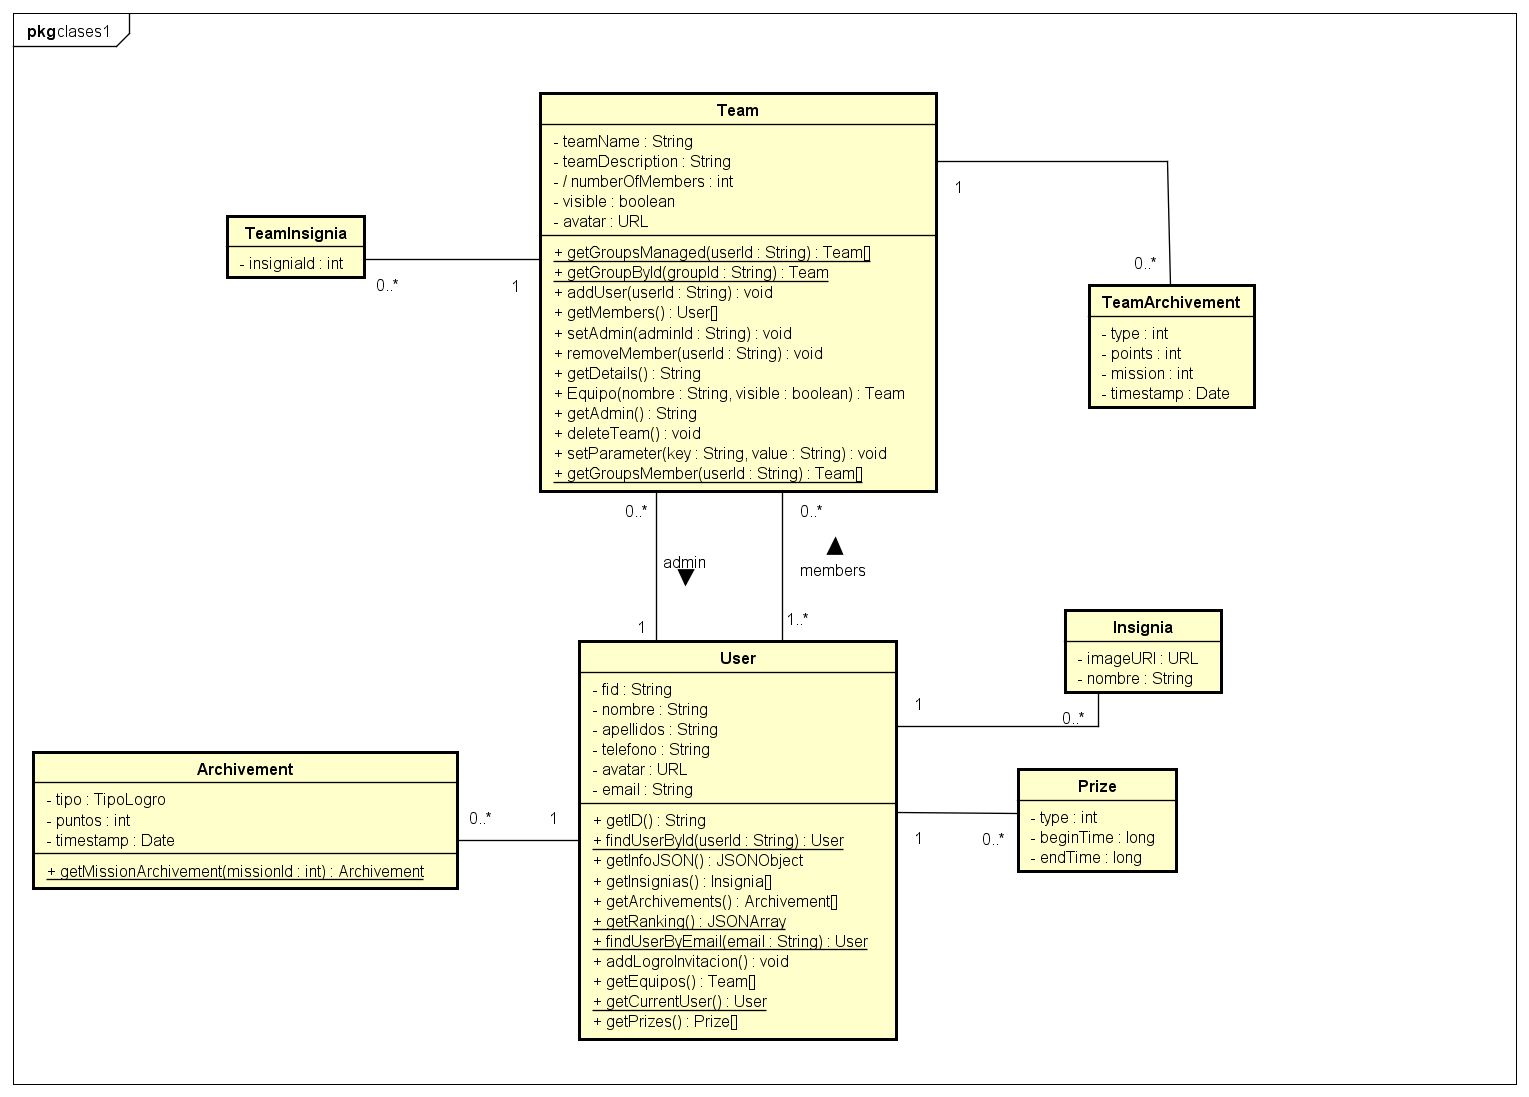 pkg clases1
Team
- teamName : String
- teamDescription : String
- / numberOfMembers : int
- visible : boolean
- avatar : URL
+ getGroupsManaged(userId : String) : Team[]
+ getGroupById(groupId : String) : Team
+ addUser(userId : String) : void
+ getMembers() : User[]
+ setAdmin(adminId : String) : void
+ removeMember(userId : String) : void
+ getDetails() : String
+ Equipo(nombre : String, visible : boolean) : Team
+ getAdmin() : String
+ deleteTeam() : void
+ setParameter(key : String, value : String) : void
+ getGroupsMember(userId : String) : Team[]
TeamInsignia
- insigniaId : int
0..*
1
1
0..*
TeamArchivement
- type : int
- points : int
- mission : int
- timestamp : Date
0..*
0..*
admin
members
1
1..*
User
- fid : String
- nombre : String
- apellidos : String
- telefono : String
- avatar : URL
- email : String
+ getID() : String
+ findUserById(userId : String) : User
+ getInfoJSON() : JSONObject
+ getInsignias() : Insignia[]
+ getArchivements() : Archivement[]
+ getRanking() : JSONArray
+ findUserByEmail(email : String) : User
+ addLogroInvitacion() : void
+ getEquipos() : Team[]
+ getCurrentUser() : User
+ getPrizes() : Prize[]
Insignia
- imageURI : URL
- nombre : String
1
0..*
Prize
- type : int
- beginTime : long
- endTime : long
1
0..*
Archivement
- tipo : TipoLogro
- puntos : int
- timestamp : Date
+ getMissionArchivement(missionId : int) : Archivement
0..*
1